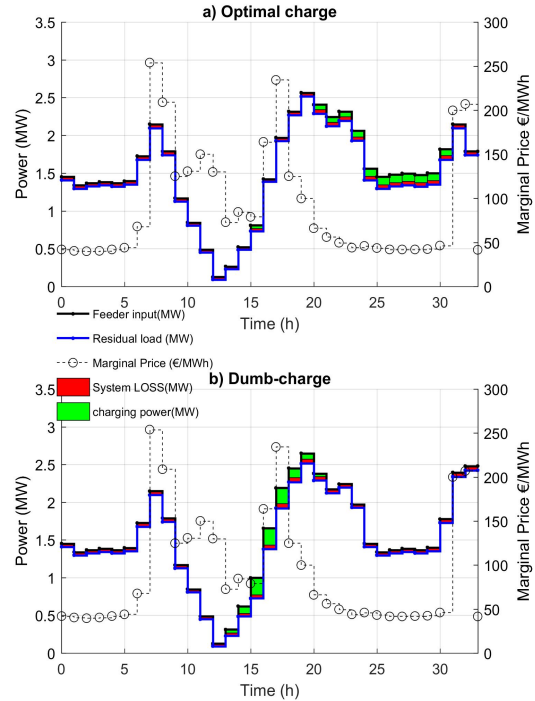 a) Optimal charge
3.5
3
2.5
2
1.5
1
0.5
0
Power (MW)
300
250
200
150
100
50
0
Marginal Price €/MWh
0 5 10 15 20 25 30
Time (h)
Feeder input(MW)
Residual load (MW)
Marginal Price (€/MWh)
System LOSS(MW)
charging power(MW)
b) Dumb-charge
3.5
3
2.5
2
1.5
1
0.5
0
Power (MW)
300
250
200
150
100
50
0
Marginal Price €/MWh
0 5 10 15 20 25 30
Time (h)